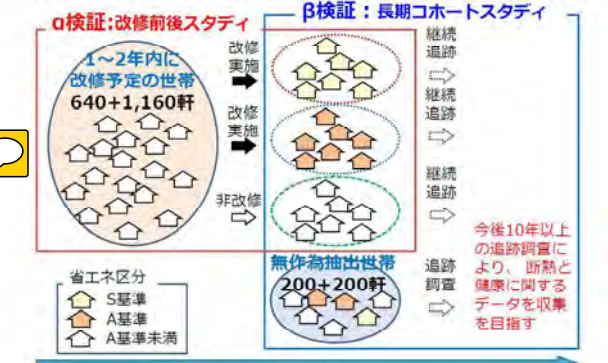 α検証:改修前後スタディ
β検証：長期コホートスタディ
1～2年内に
改修予定の世帯
640+1,160軒
改修
実施
改修
実施
非改修
継続
追跡
継続
追跡
継続
追跡
無作為抽出世帯
200+200軒
追跡
調査
今後10年以上
の追跡調査に
より、断熱と
健康に関する
データを収集
を目指す
省エネ区分
S基準
A基準
A基準未満